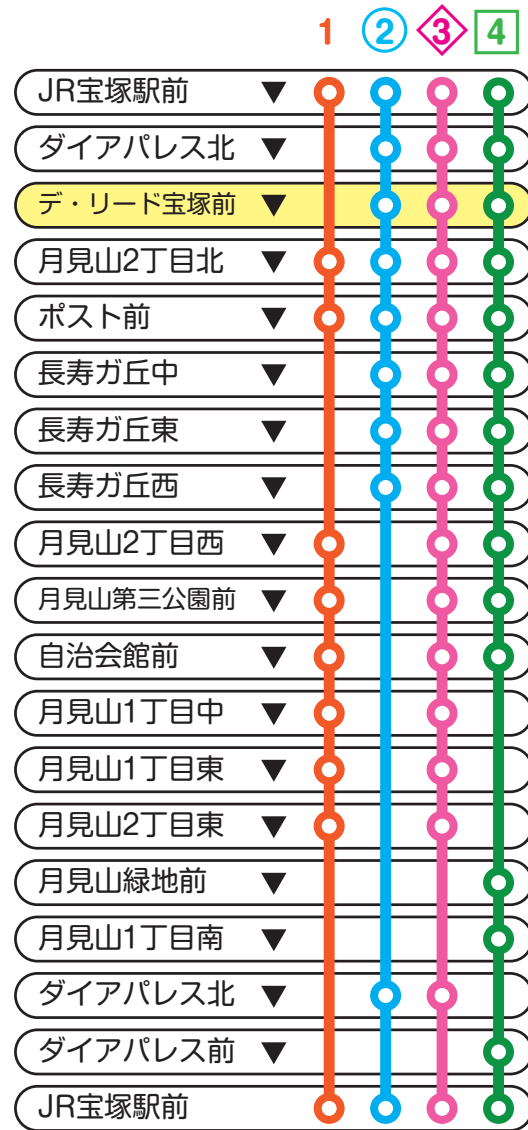 1 ② 3 4
JR宝塚駅前 ▼
ダイアパレス北 ▼
デ・リード宝塚前 ▼
月見山2丁目北 ▼
ポスト前 ▼
長寿ガ丘中 ▼
長寿ガ丘東 ▼
長寿ガ丘西 ▼
月見山2丁目西 ▼
月見山第三公園前 ▼
自治会館前 ▼
月見山1丁目中 ▼
月見山1丁目東 ▼
月見山2丁目東 ▼
月見山緑地前 ▼
月見山1丁目南 ▼
ダイアパレス北 ▼
ダイアパレス前 ▼
JR宝塚駅前